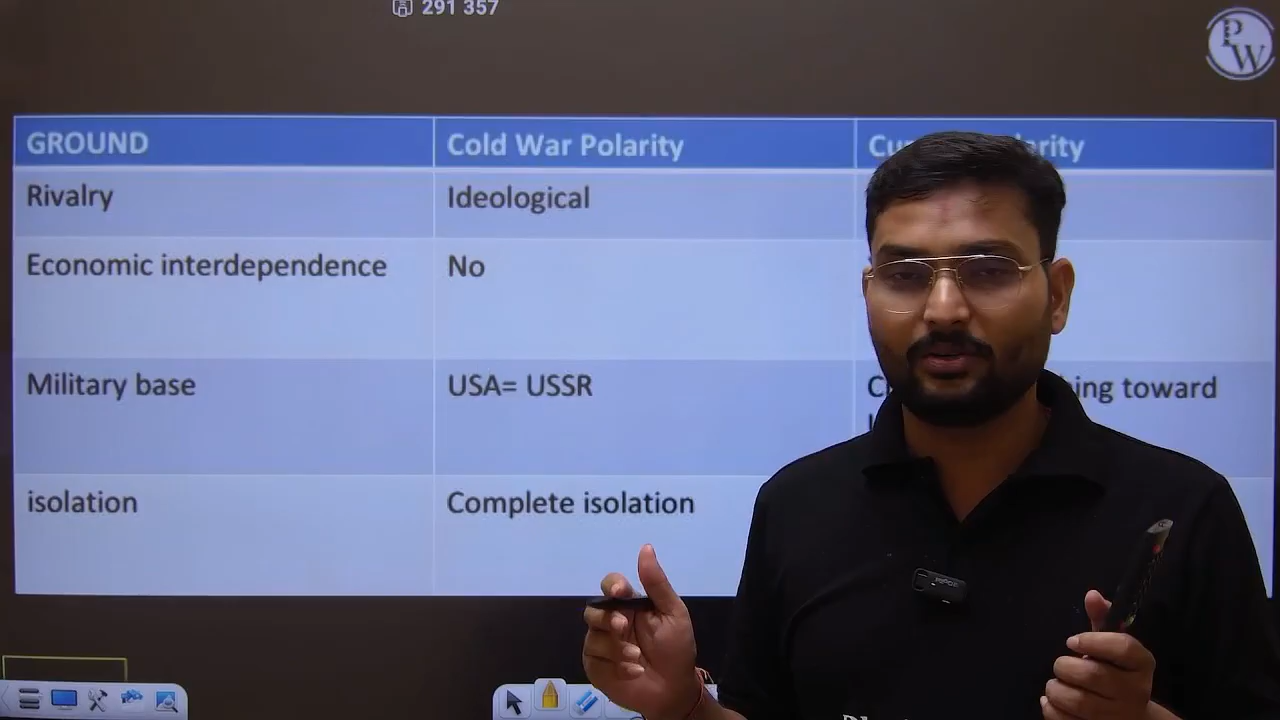 291 357
PW
GROUND Cold War Polarity
Rivalry Ideological
Economic interdependence No
Military base USA= USSR toward
isolation Complete isolation